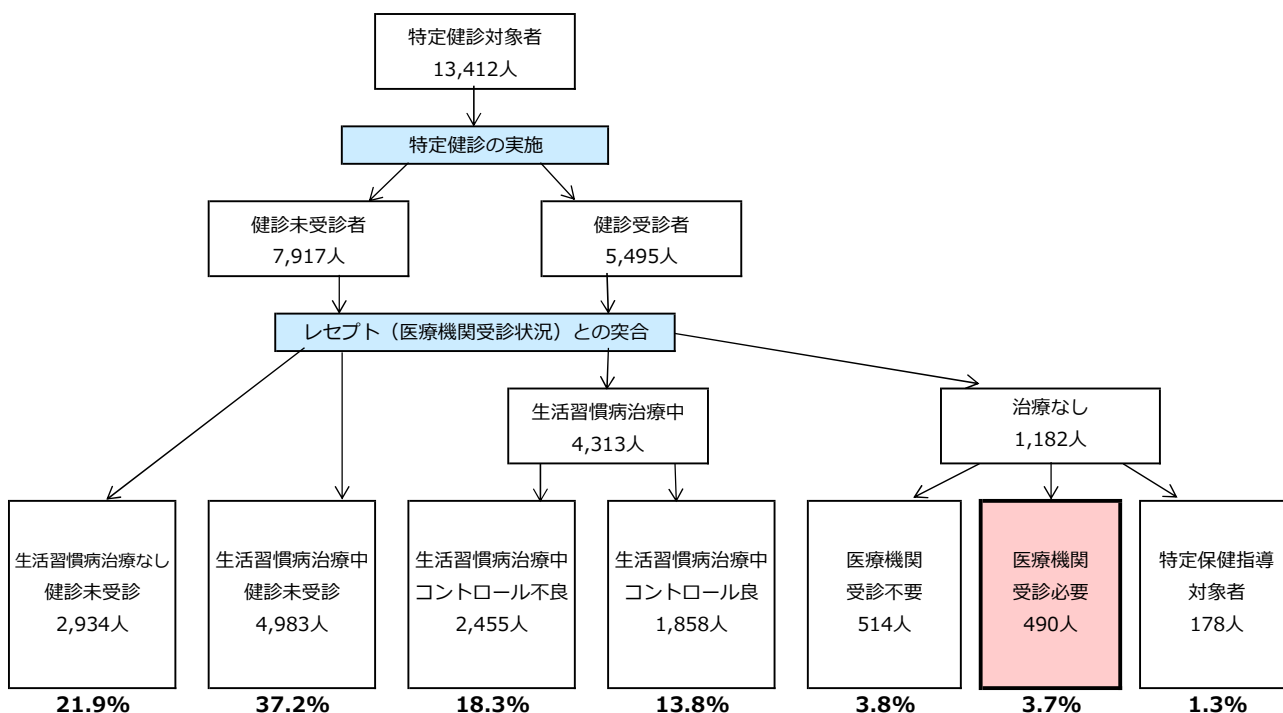 特定健診対象者
13,412人
特定健診の実施
健診未受診者
7,917人
健診受診者
5,495人
レセプト（医療機関受診状況）との突合
生活習慣病治療中
4,313人
治療なし
1,182人
生活習慣病治療なし
健診未受診
2,934人
生活習慣病治療中
健診未受診
4,983人
生活習慣病治療中
コントロール不良
2,455人
生活習慣病治療中
コントロール良
1,858人
医療機関
受診不要
514人
医療機関
受診必要
490人
特定保健指導
対象者
178人
21.9%
37.2%
18.3%
13.8%
3.8%
3.7%
1.3%